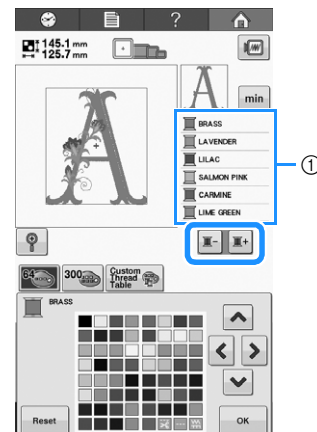 ?
145.1 mm
125.7 mm
A
A
min
BRASS
LAVENDER
LILAC
SALMON PINK
CARMINE
LIME GREEN
①
- +
64 300 Custom Thread Table
BRASS
Reset OK